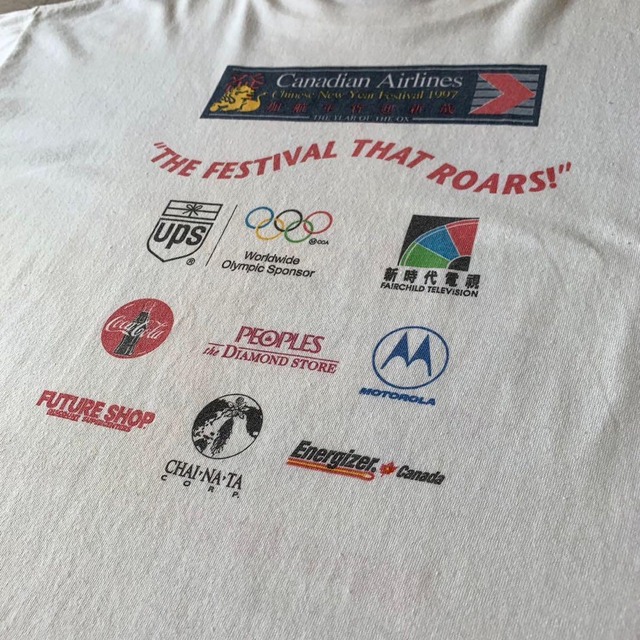 Canadian Airlines
Chinese New Year Festival 1997
THE YEAR OF THE OX
"THE FESTIVAL THAT ROARS!"
ups
®
Worldwide
Olympic Sponsor
新時代電視
FAIRCHILD TELEVISION
Coca-Cola
PEOPLES
the DIAMOND STORE
MOTOROLA
FUTURE SHOP
CHAI·NA·TA
CORP.
Energizer. Canada